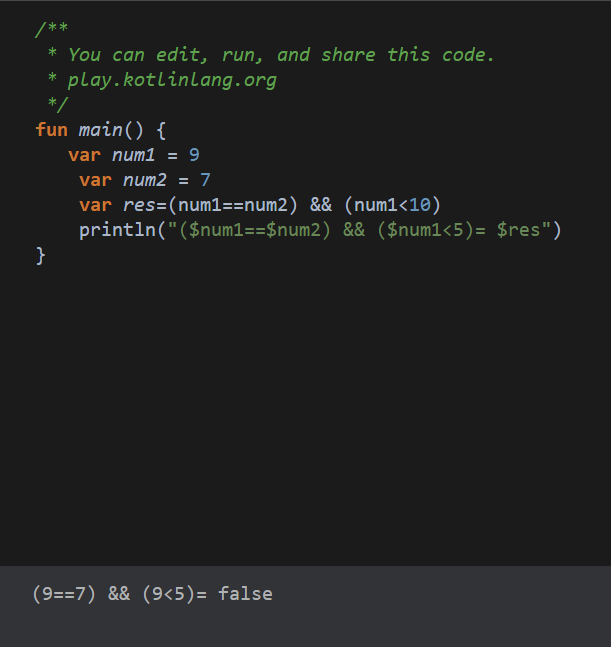 /**
 * You can edit, run, and share this code.
 * play.kotlinlang.org
 */
fun main() {
   var num1 = 9
    var num2 = 7
    var res=(num1==num2) && (num1<10)
    println("($num1==$num2) && ($num1<5)= $res")
}
(9==7) && (9<5)= false